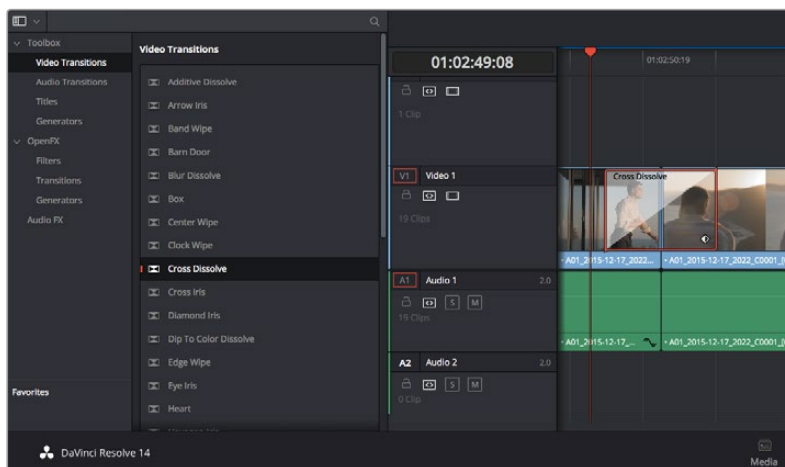 Toolbox
Video Transitions
Audio Transitions
Titles
Generators
OpenFX
Filters
Transitions
Generators
Audio FX
Favorites
Video Transitions
Additive Dissolve
Arrow Iris
Band Wipe
Barn Door
Blur Dissolve
Box
Center Wipe
Clock Wipe
Cross Dissolve
Cross Iris
Diamond Iris
Dip To Color Dissolve
Edge Wipe
Eye Iris
Heart
01:02:49:08
01:02:50:19
1 Clip
V1 Video 1
19 Clips
Cross Dissolve
A01_2015-12-17_2022... A01_2015-12-17_2022_C0001_
A1 Audio 1 2.0
S M
19 Clips
A01_2015-12-17_... A01_2015-12-17_2022_C0001_
A2 Audio 2 2.0
S M
0 Clip
DaVinci Resolve 14
Media